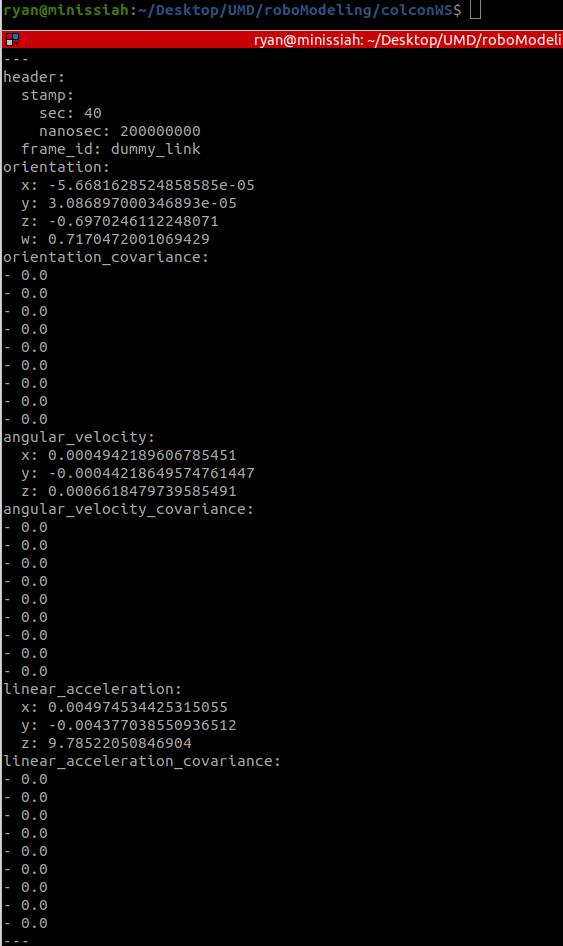 ryan@minissiah:~/Desktop/UMD/roboModeling/colconWS$
ryan@minissiah: ~/Desktop/UMD/roboModeli
---
header:
  stamp:
    sec: 40
    nanosec: 200000000
  frame_id: dummy_link
orientation:
  x: -5.6681628524858585e-05
  y: 3.086897000346893e-05
  z: -0.6970246112248071
  w: 0.7170472001069429
orientation_covariance:
- 0.0
- 0.0
- 0.0
- 0.0
- 0.0
- 0.0
- 0.0
- 0.0
- 0.0
angular_velocity:
  x: 0.0004942189606785451
  y: -0.00044218649574761447
  z: 0.0006618479739585491
angular_velocity_covariance:
- 0.0
- 0.0
- 0.0
- 0.0
- 0.0
- 0.0
- 0.0
- 0.0
- 0.0
linear_acceleration:
  x: 0.004974534425315055
  y: -0.004377038550936512
  z: 9.78522050846904
linear_acceleration_covariance:
- 0.0
- 0.0
- 0.0
- 0.0
- 0.0
- 0.0
- 0.0
- 0.0
- 0.0
---